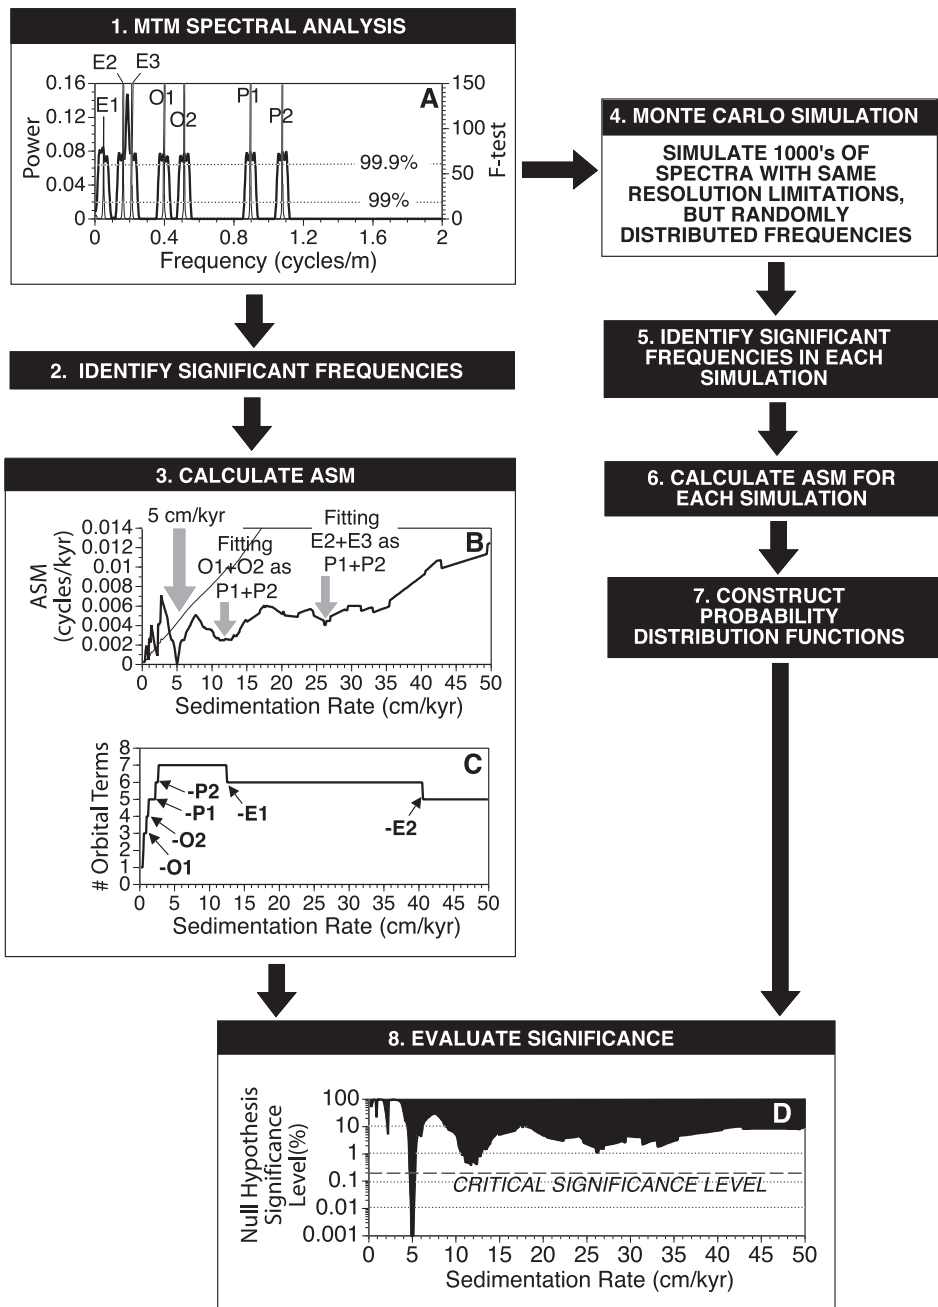 1. MTM SPECTRAL ANALYSIS
E2 E3
0.16 150
E1 O1 P1 A
O2 P2
0.12 100
Power F-test
0.08 99.9% 50
0.04 99%
0 0
0 0.4 0.8 1.2 1.6 2
Frequency (cycles/m)
2. IDENTIFY SIGNIFICANT FREQUENCIES
3. CALCULATE ASM
ASM
(cycles/kyr)
5 cm/kyr
Fitting
O1+O2 as
P1+P2
Fitting
E2+E3 as
P1+P2
B
0.014
0.012
0.01
0.008
0.006
0.004
0.002
0
0 5 10 15 20 25 30 35 40 45 50
Sedimentation Rate (cm/kyr)
# Orbital Terms
8
7
6
5
4
3
2
1
0
C
-P2
-P1
-O2
-O1
-E1
-E2
0 5 10 15 20 25 30 35 40 45 50
Sedimentation Rate (cm/kyr)
4. MONTE CARLO SIMULATION
SIMULATE 1000's OF
SPECTRA WITH SAME
RESOLUTION LIMITATIONS,
BUT RANDOMLY
DISTRIBUTED FREQUENCIES
5. IDENTIFY SIGNIFICANT
FREQUENCIES IN EACH
SIMULATION
6. CALCULATE ASM FOR
EACH SIMULATION
7. CONSTRUCT
PROBABILITY
DISTRIBUTION FUNCTIONS
8. EVALUATE SIGNIFICANCE
Null Hypothesis
Significance
Level(%)
100
10
1
0.1
0.01
0.001
D
CRITICAL SIGNIFICANCE LEVEL
0 5 10 15 20 25 30 35 40 45 50
Sedimentation Rate (cm/kyr)